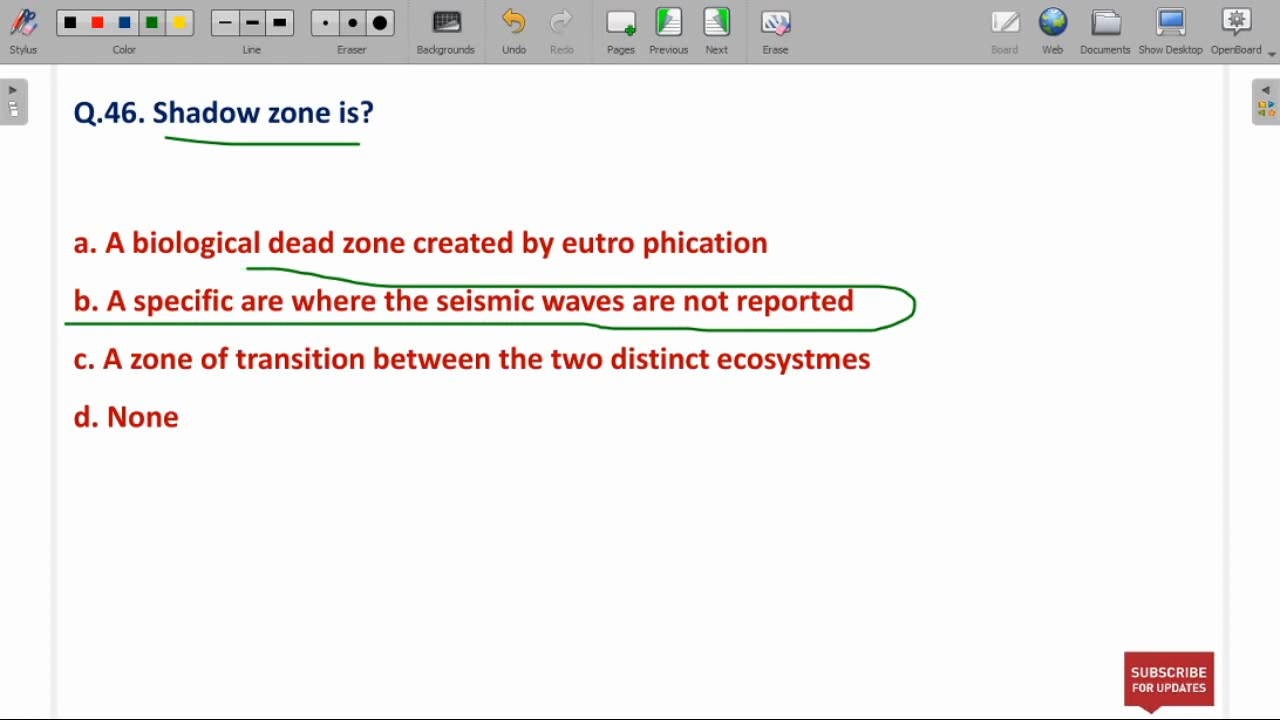 Stylus
Color
Line
Eraser
Backgrounds
Undo
Redo
Pages
Previous
Next
Erase
Board
Web
Documents
Show Desktop
OpenBoard
Q.46. Shadow zone is?
a. A biological dead zone created by eutro phication
b. A specific are where the seismic waves are not reported
c. A zone of transition between the two distinct ecosystmes
d. None
SUBSCRIBE
FOR UPDATES